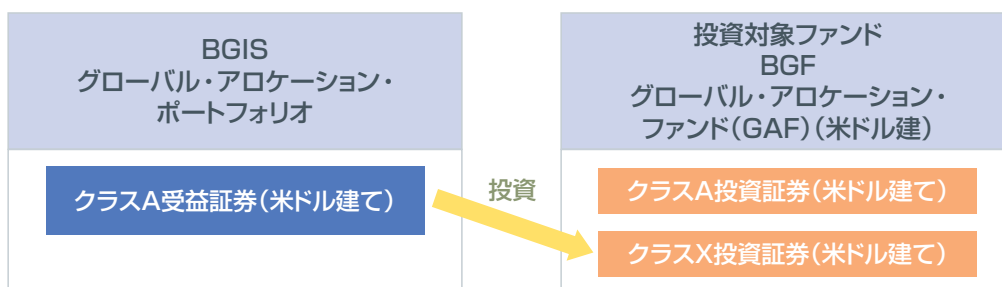 BGIS
グローバル・アロケーション・
ポートフォリオ
クラスA受益証券(米ドル建て)
投資
投資対象ファンド
BGF
グローバル・アロケーション・
ファンド(GAF)(米ドル建)
クラスA投資証券(米ドル建て)
クラスX投資証券(米ドル建て)